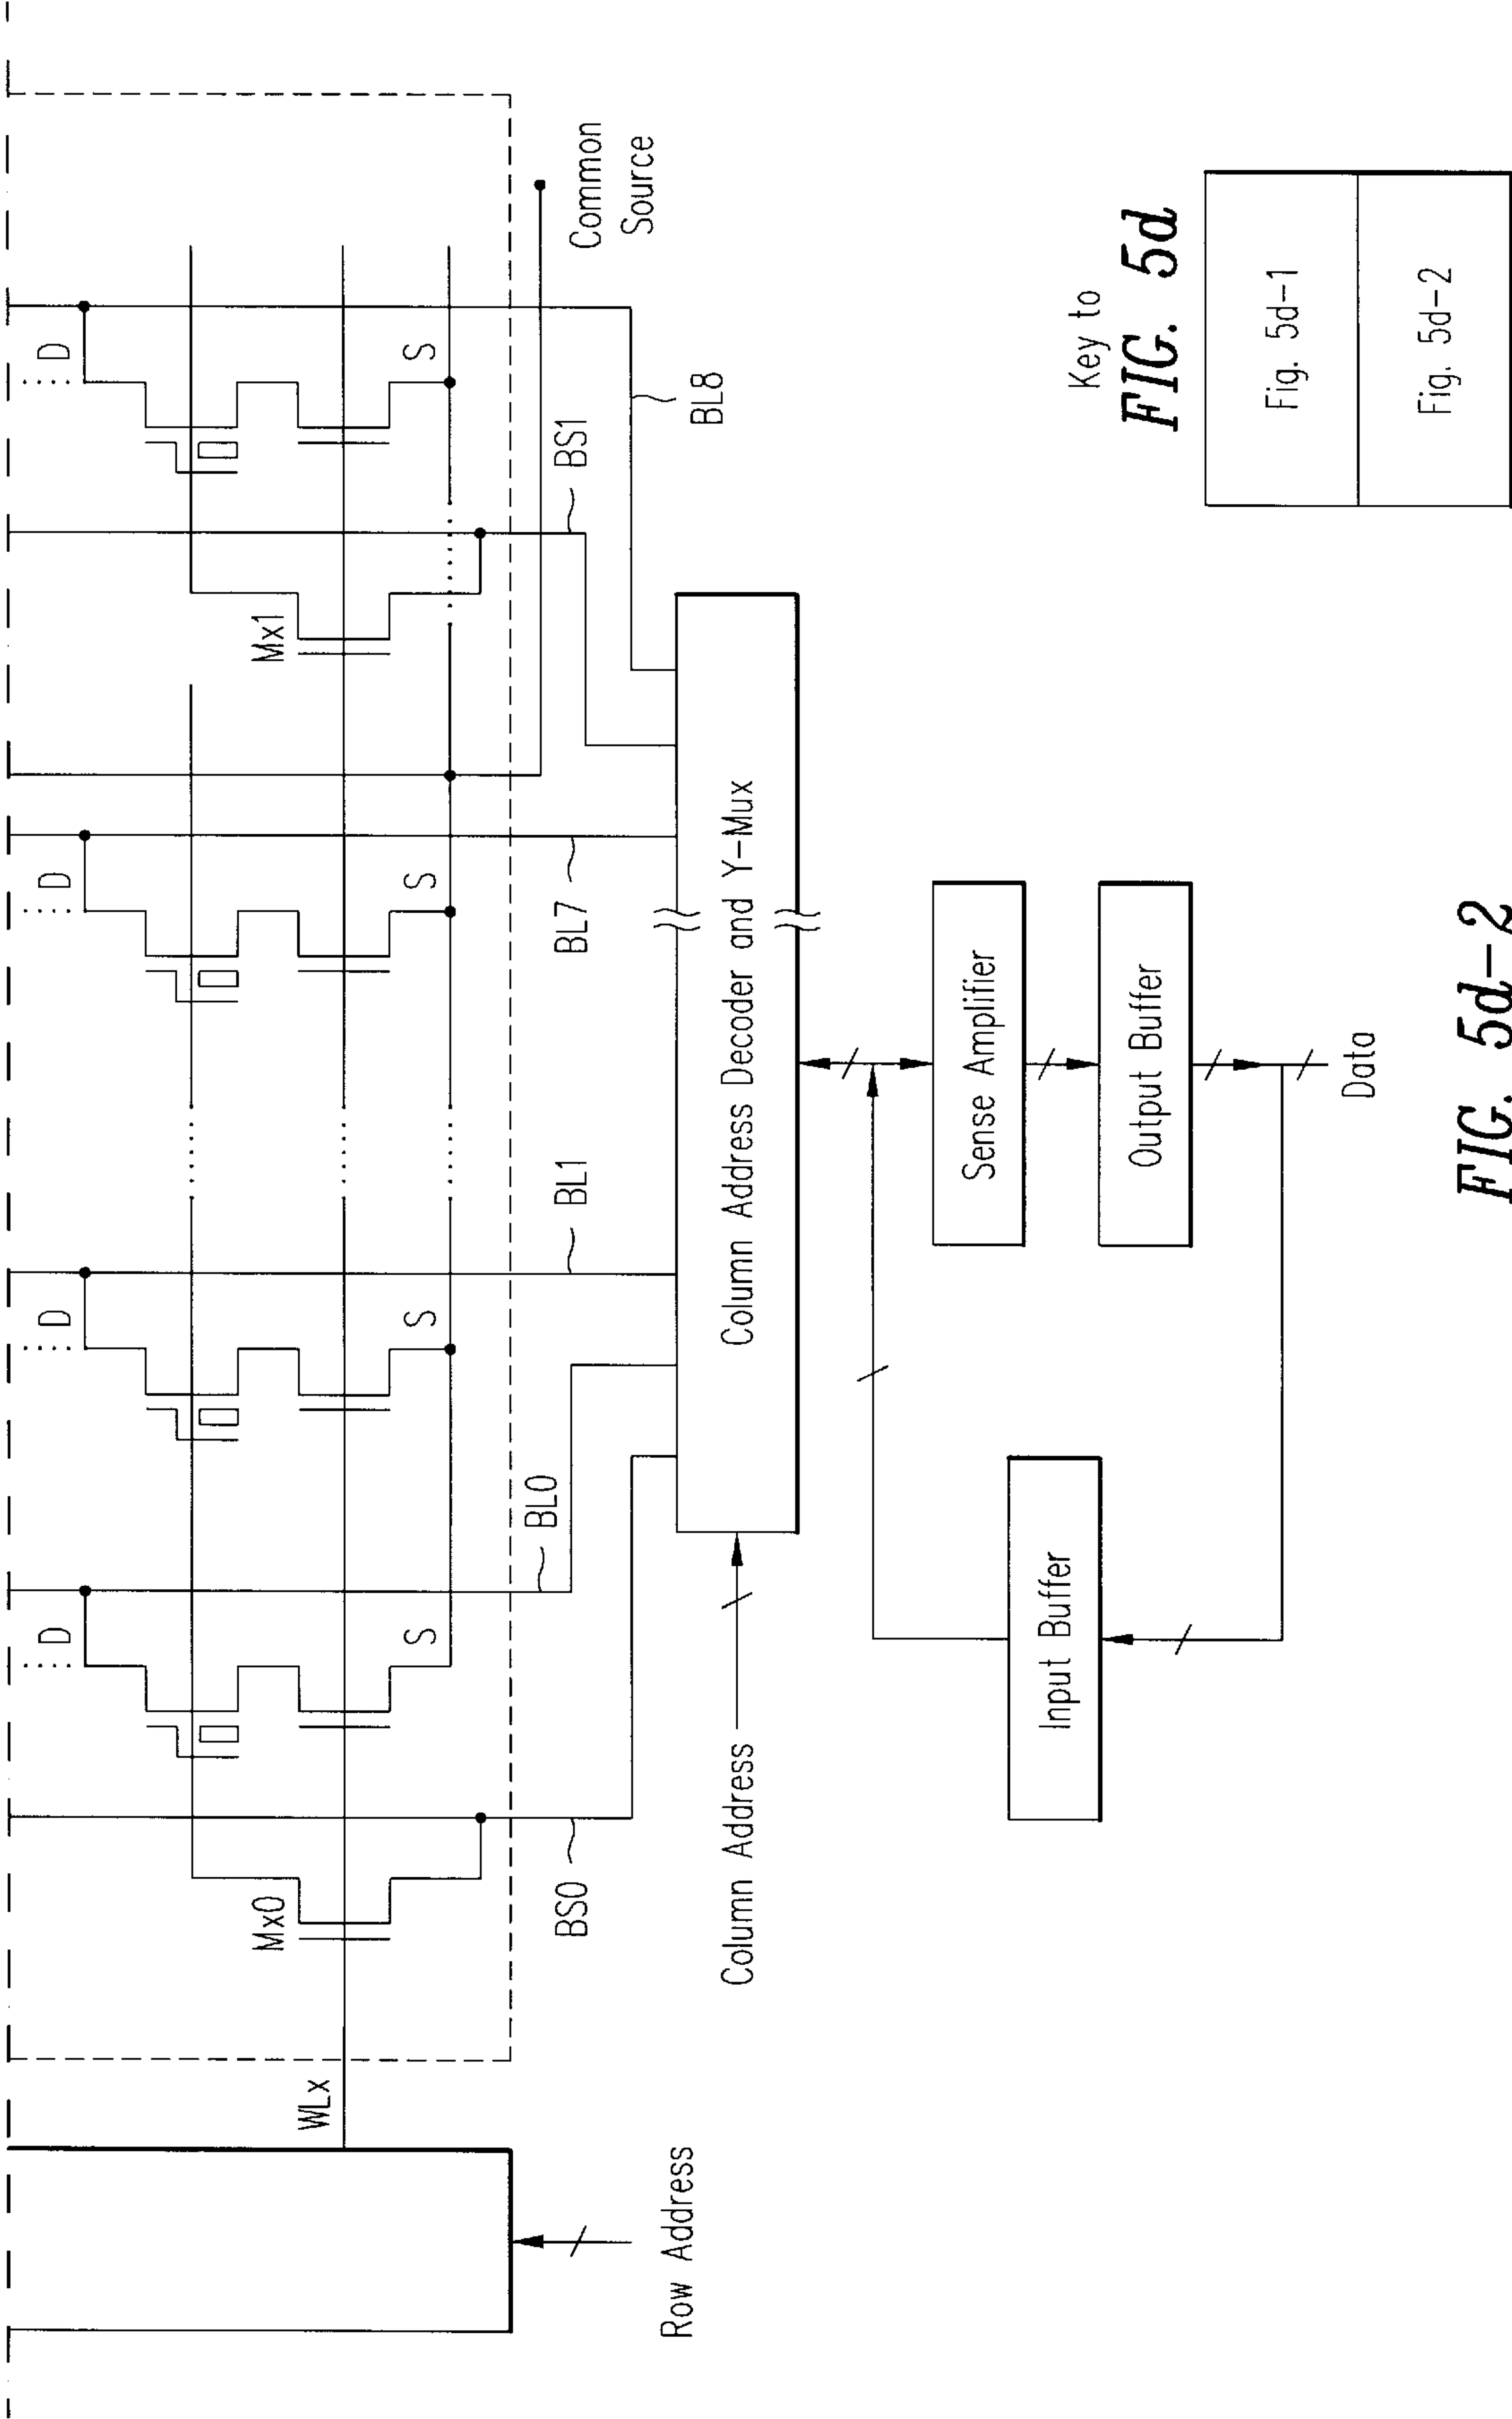 D
D
D
D
Mx0
Mx1
WLx
S
S
S
S
Common
Source
BS0
BL0
BL1
BL7
BS1
BL8
Row Address
Column Address
Column Address Decoder and Y-Mux
Sense Amplifier
Input Buffer
Output Buffer
Data
Key to
FIG. 5d
Fig. 5d-1
Fig. 5d-2
FIG. 5d-2